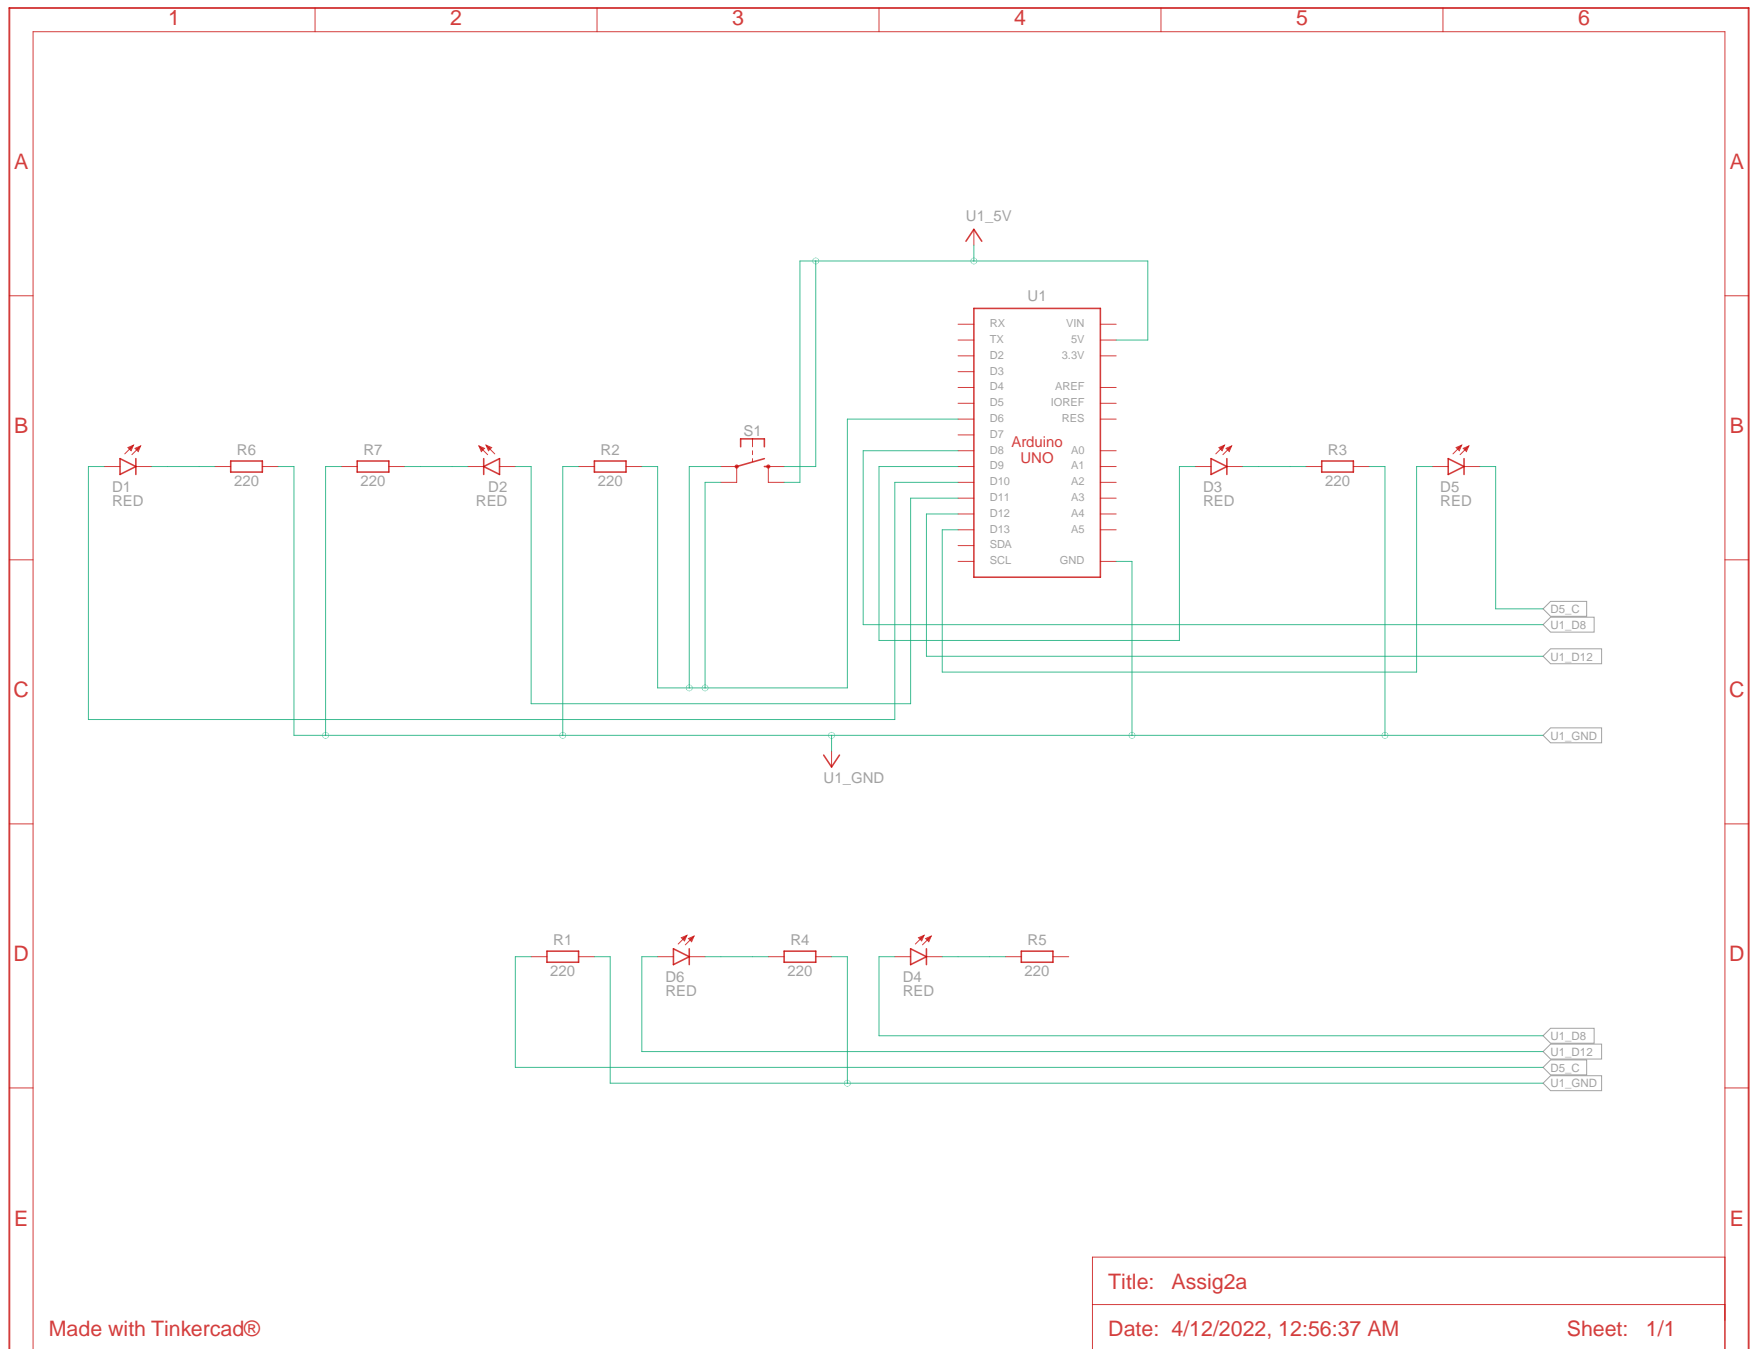 1 2 3 4 5 6
A A
U1_5V
U1
RX VIN
TX 5V
D2 3.3V
D3
D4 AREF
D5 IOREF
D6 RES
D7
Arduino
UNO
D8 A0
D9 A1
D10 A2
D11 A3
D12 A4
D13 A5
SDA
SCL GND
B B
S1
R6 R7 R2 R3
220 220 220 220
D1 D2 D3 D5
RED RED RED RED
D5_C
U1_D8
U1_D12
C C
U1_GND
U1_GND
D D
R1 R4 R5
220 220 220
D6 D4
RED RED
U1_D8
U1_D12
D5_C
U1_GND
E E
Title: Assig2a
Made with Tinkercad®
Date: 4/12/2022, 12:56:37 AM Sheet: 1/1